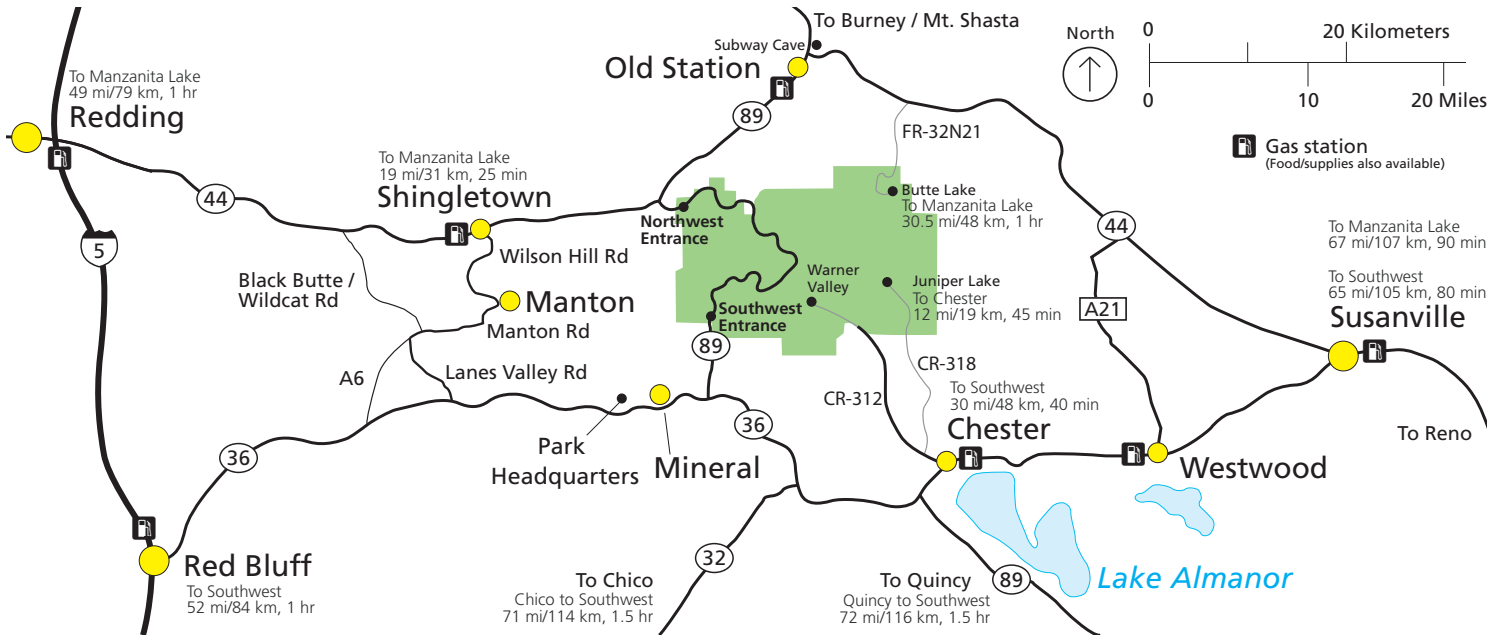 To Burney / Mt. Shasta
Subway Cave
Old Station
North
0
20 Kilometers
0
10
20 Miles
Gas station
(Food/supplies also available)
To Manzanita Lake
49 mi/79 km, 1 hr
Redding
89
FR-32N21
To Manzanita Lake
19 mi/31 km, 25 min
Shingletown
44
Northwest
Entrance
Butte Lake
To Manzanita Lake
30.5 mi/48 km, 1 hr
44
To Manzanita Lake
67 mi/107 km, 90 min
To Southwest
65 mi/105 km, 80 min
Susanville
5
Wilson Hill Rd
Black Butte /
Wildcat Rd
Manton
Manton Rd
Warner
Valley
Juniper Lake
To Chester
12 mi/19 km, 45 min
A21
Southwest
Entrance
89
A6
Lanes Valley Rd
CR-318
CR-312
To Southwest
30 mi/48 km, 40 min
Chester
36
Park
Headquarters
Mineral
36
Westwood
To Reno
Red Bluff
To Southwest
52 mi/84 km, 1 hr
32
To Chico
Chico to Southwest
71 mi/114 km, 1.5 hr
To Quincy
Quincy to Southwest
72 mi/116 km, 1.5 hr
89
Lake Almanor